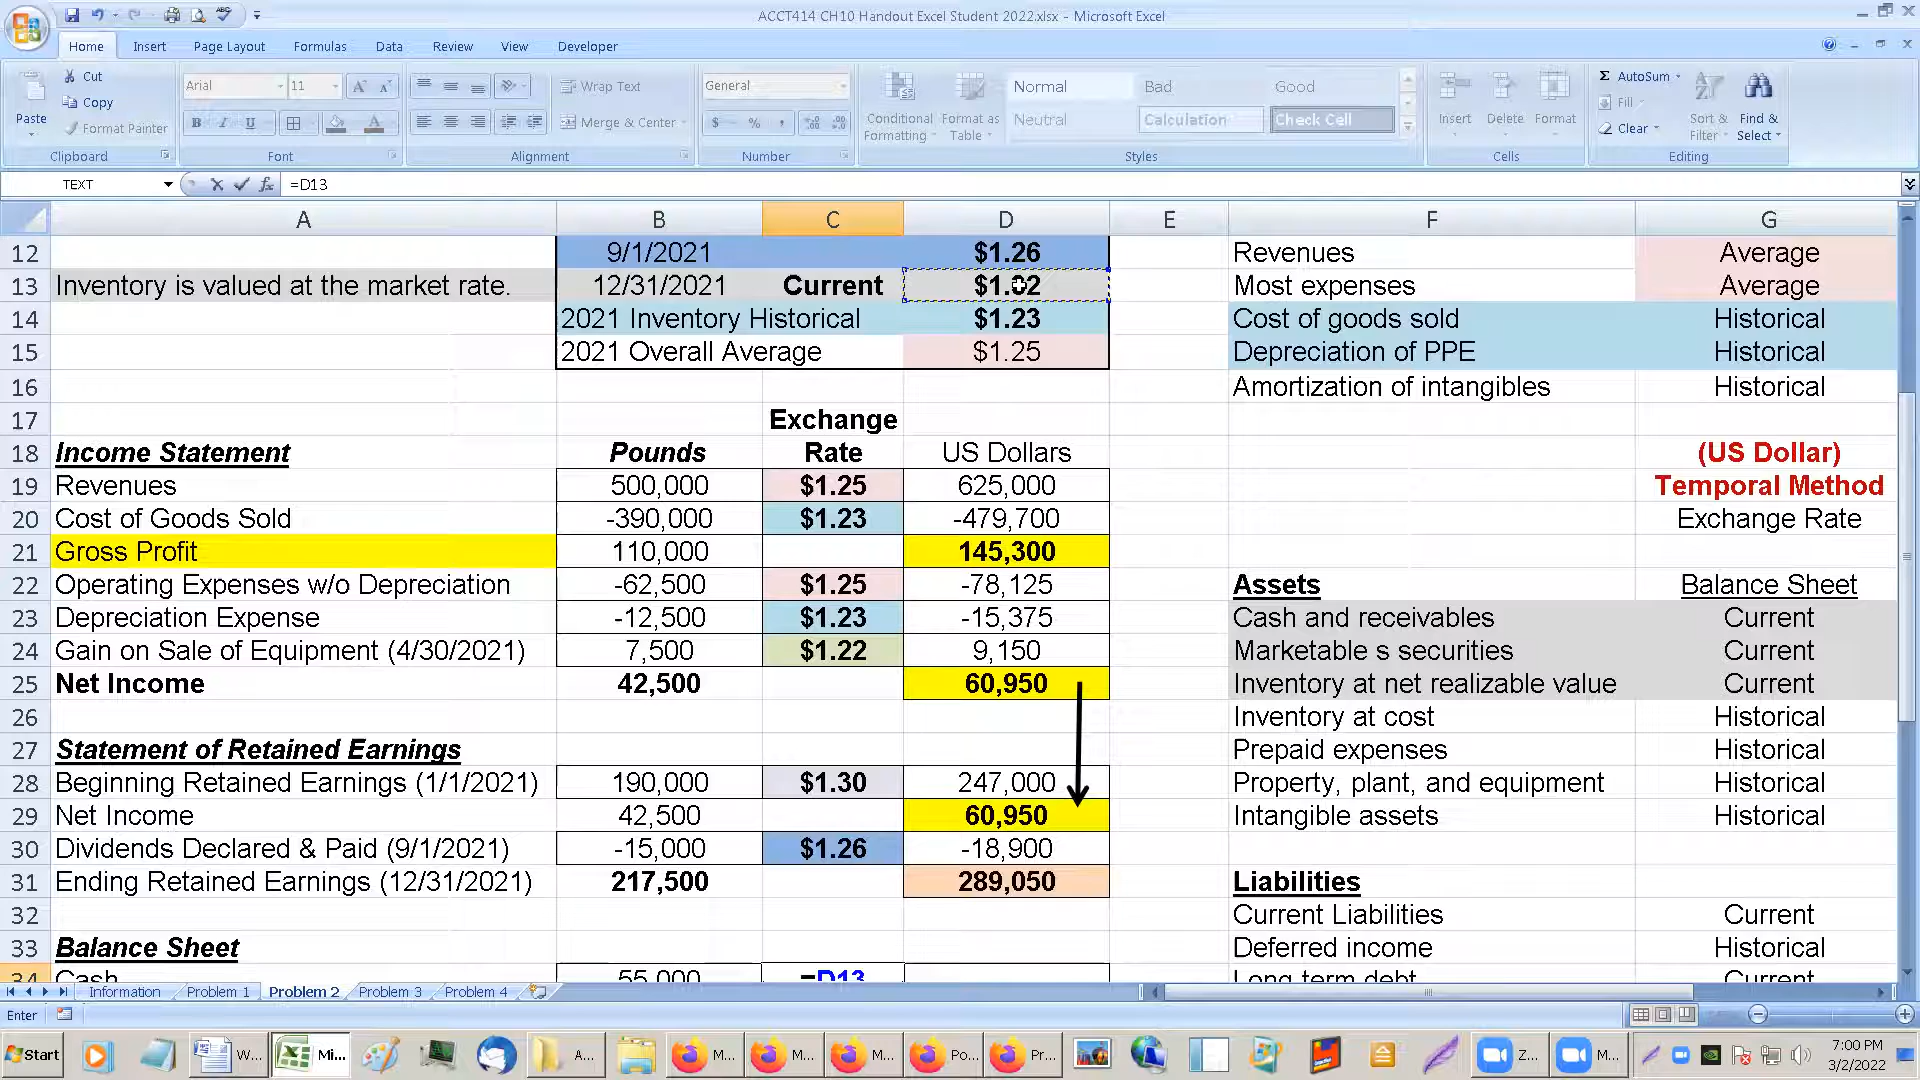 ACCT414 CH10 Handout Excel Student 2022.xlsx - Microsoft Excel
Home Insert Page Layout Formulas Data Review View Developer
Paste Cut Copy Format Painter
Arial 11
B I U
Wrap Text
Merge & Center
General
$ % ,
Conditional Formatting Format as Table
Normal Bad Good
Neutral Calculation Check Cell
Insert Delete Format
Σ AutoSum
Fill
Clear
Sort & Filter Find & Select
Clipboard Font Alignment Number Styles Cells Editing
TEXT fx =D13
A B C D E F G
12 9/1/2021 $1.26 Revenues Average
13 Inventory is valued at the market rate. 12/31/2021 Current Most expenses Average
14 2021 Inventory Historical $1.23 Cost of goods sold Historical
15 2021 Overall Average $1.25 Depreciation of PPE Historical
16 Amortization of intangibles Historical
17 Exchange
18 Income Statement Pounds Rate US Dollars (US Dollar)
19 Revenues 500,000 $1.25 625,000 Temporal Method
20 Cost of Goods Sold -390,000 $1.23 -479,700 Exchange Rate
21 Gross Profit 110,000 145,300
22 Operating Expenses w/o Depreciation -62,500 $1.25 -78,125 Assets Balance Sheet
23 Depreciation Expense -12,500 $1.23 -15,375 Cash and receivables Current
24 Gain on Sale of Equipment (4/30/2021) 7,500 $1.22 9,150 Marketable s securities Current
25 Net Income 42,500 60,950 Inventory at net realizable value Current
26 Inventory at cost Historical
27 Statement of Retained Earnings Prepaid expenses Historical
28 Beginning Retained Earnings (1/1/2021) 190,000 $1.30 247,000 Property, plant, and equipment Historical
29 Net Income 42,500 60,950 Intangible assets Historical
30 Dividends Declared & Paid (9/1/2021) -15,000 $1.26 -18,900
31 Ending Retained Earnings (12/31/2021) 217,500 289,050 Liabilities
32 Current Liabilities Current
33 Balance Sheet Deferred income Historical
34 Cash 55,000 =D13 Long term debt Current
Information Problem 1 Problem 2 Problem 3 Problem 4
Enter
Start W... Mi... A... M... M... M... Po... Pr... Z... M... 7:00 PM
3/2/2022